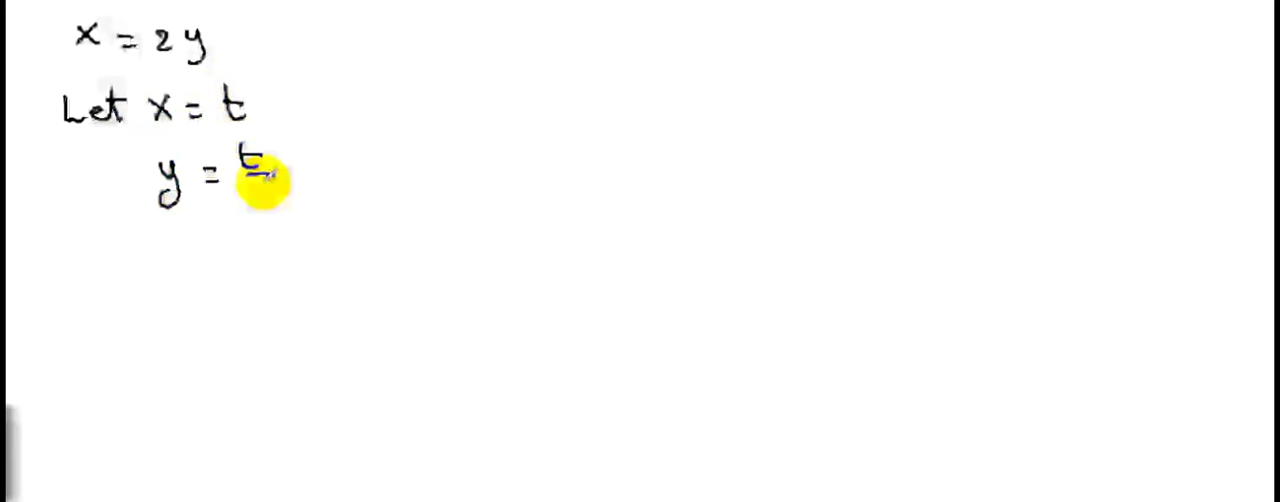 x = 2y
Let x = t
y = t